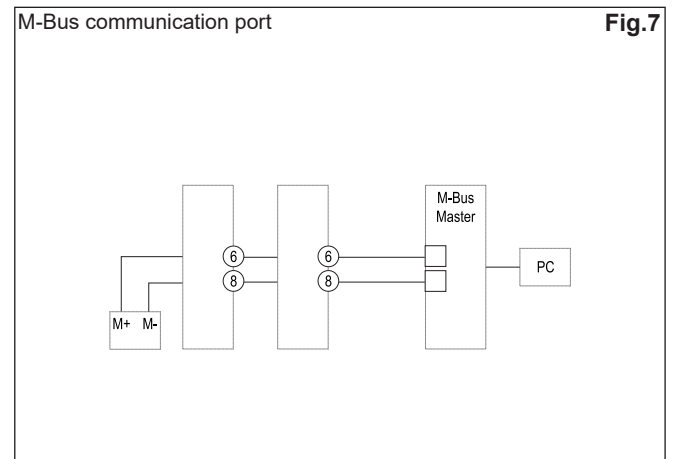 M-Bus communication port
Fig.7
M-Bus
Master
6
6
8
8
PC
M+ M-